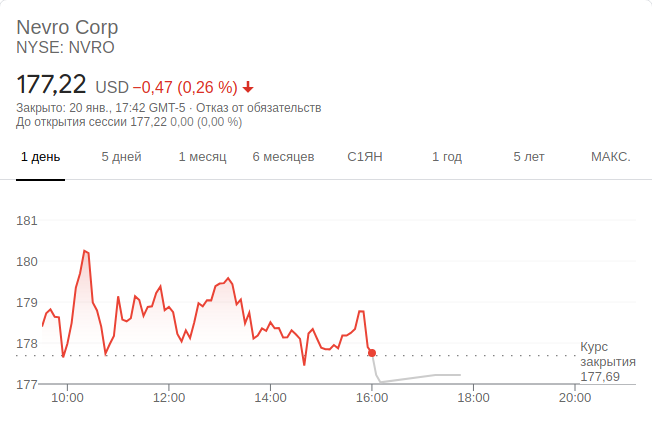 Nevro Corp
NYSE: NVRO
177,22 USD −0,47 (0,26 %)
Закрыто: 20 янв., 17:42 GMT-5 · Отказ от обязательств
До открытия сессии 177,22 0,00 (0,00 %)
1 день 5 дней 1 месяц 6 месяцев С1ЯН 1 год 5 лет МАКС.
181
180
179
178
177
Курс
закрытия
177,69
10:00 12:00 14:00 16:00 18:00 20:00